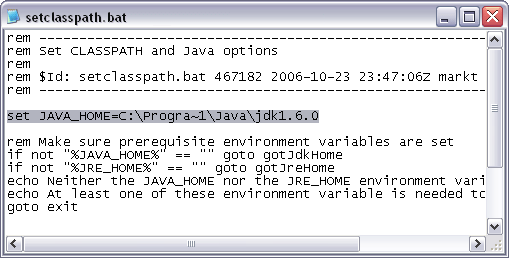 setclasspath.bat
rem ---------------------------------------------------------
rem Set CLASSPATH and Java options
rem
rem $Id: setclasspath.bat 467182 2006-10-23 23:47:06Z markt
rem ---------------------------------------------------------
set JAVA_HOME=C:\Progra~1\Java\jdk1.6.0
rem Make sure prerequisite environment variables are set
if not "%JAVA_HOME%" == "" goto gotJdkHome
if not "%JRE_HOME%" == "" goto gotJreHome
echo Neither the JAVA_HOME nor the JRE_HOME environment vari
echo At least one of these environment variable is needed to
goto exit